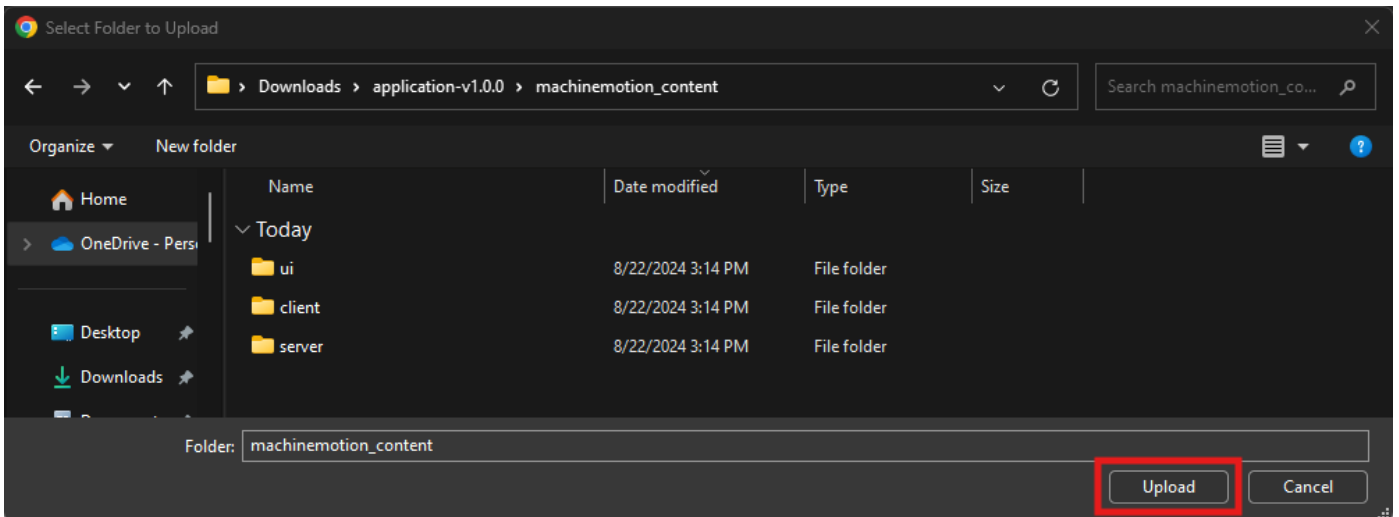 Select Folder to Upload
Downloads > application-v1.0.0 > machinemotion_content
Search machinemotion_co...
Organize
New folder
Name Date modified Type Size
Home
OneDrive - Pers
Today
ui 8/22/2024 3:14 PM File folder
client 8/22/2024 3:14 PM File folder
server 8/22/2024 3:14 PM File folder
Desktop
Downloads
Folder: machinemotion_content
Upload Cancel